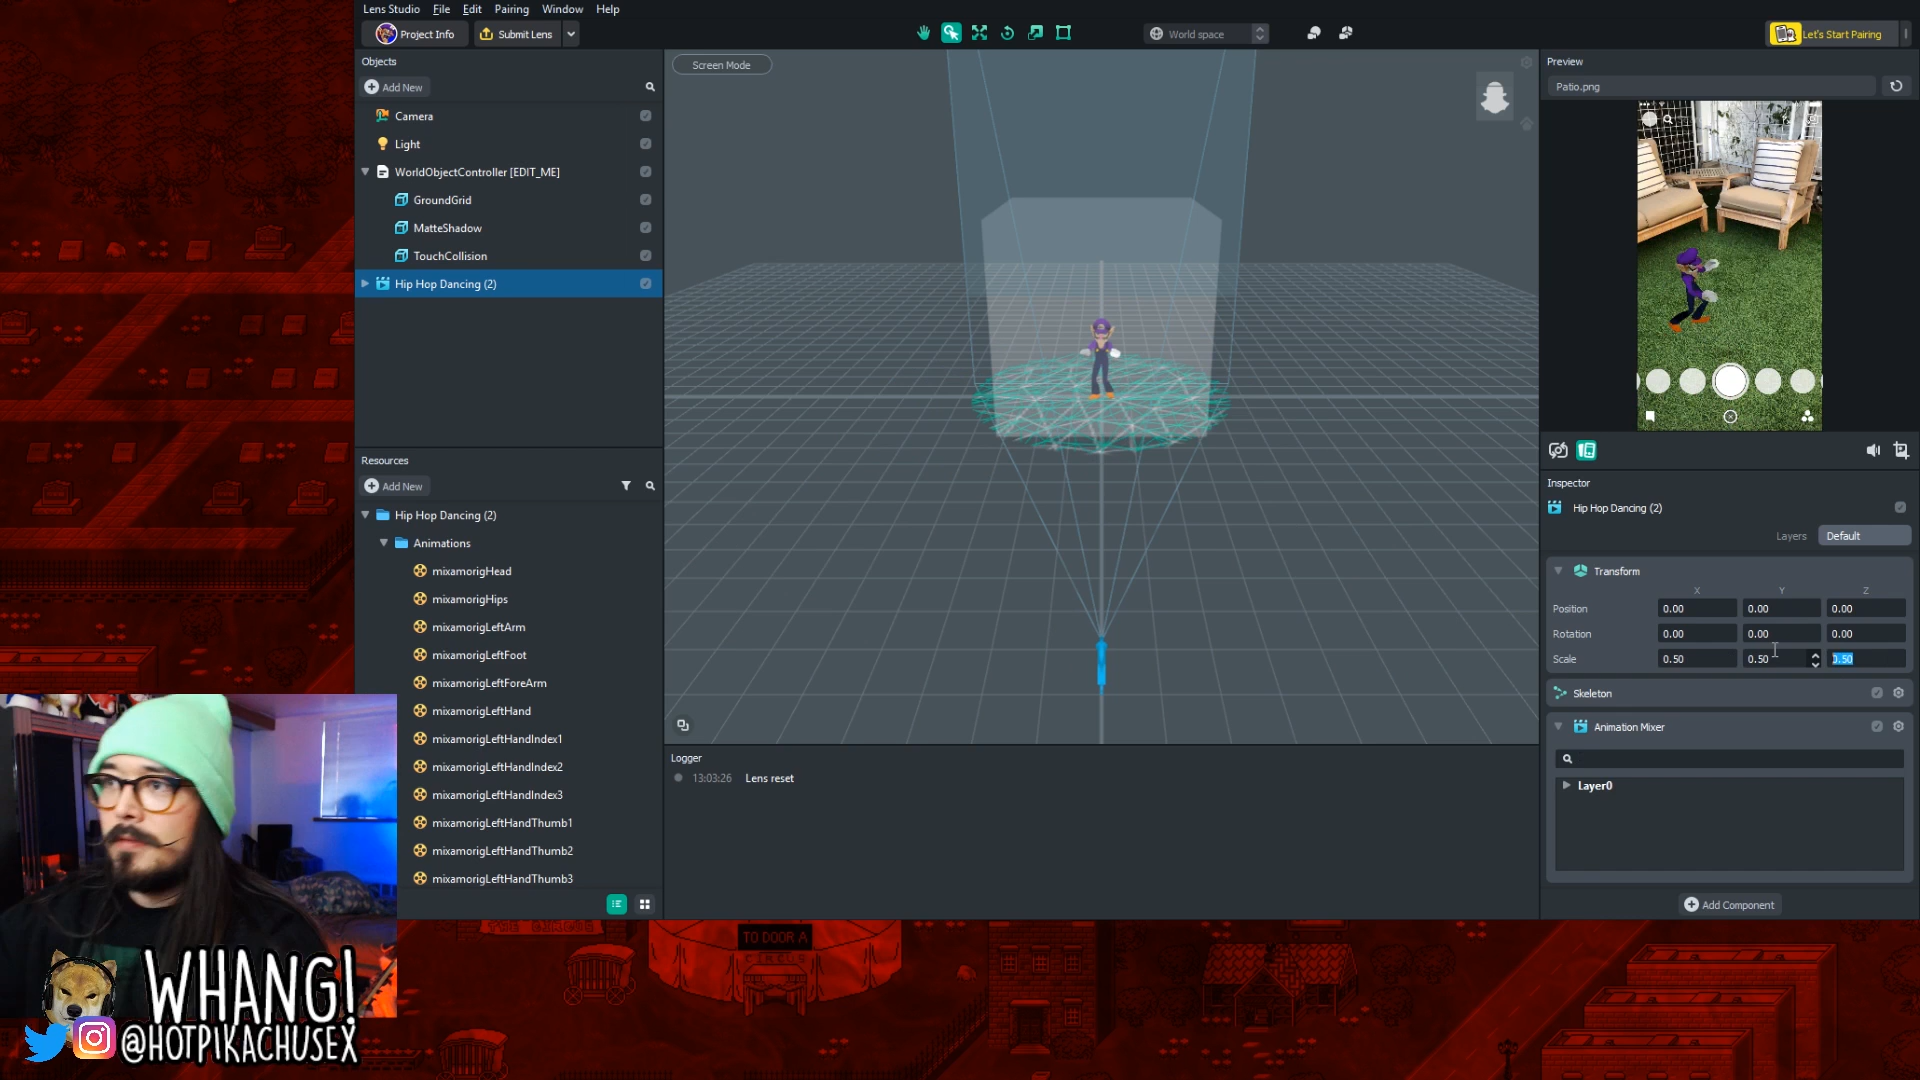 Lens Studio File Edit Pairing Window Help
Project Info Submit Lens World space Let's Start Pairing
Objects
Add New
Camera
Light
WorldObjectController [EDIT_ME]
GroundGrid
MatteShadow
TouchCollision
Hip Hop Dancing (2)
Resources
Add New
Hip Hop Dancing (2)
Animations
mixamorigHead
mixamorigHips
mixamorigLeftArm
mixamorigLeftFoot
mixamorigLeftForeArm
mixamorigLeftHand
mixamorigLeftHandIndex1
mixamorigLeftHandIndex2
mixamorigLeftHandIndex3
mixamorigLeftHandThumb1
mixamorigLeftHandThumb2
mixamorigLeftHandThumb3
Screen Mode
Logger
13:03:26 Lens reset
Preview
Patio.png
Inspector
Hip Hop Dancing (2)
Layers Default
Transform
X Y Z
Position 0.00 0.00 0.00
Rotation 0.00 0.00 0.00
Scale 0.50 0.50 0.50
Skeleton
Animation Mixer
Layer0
Add Component
THE CIRCUS
TO DOOR A
CIRCUS
WHANG!
@HOTPIKACHUSEX